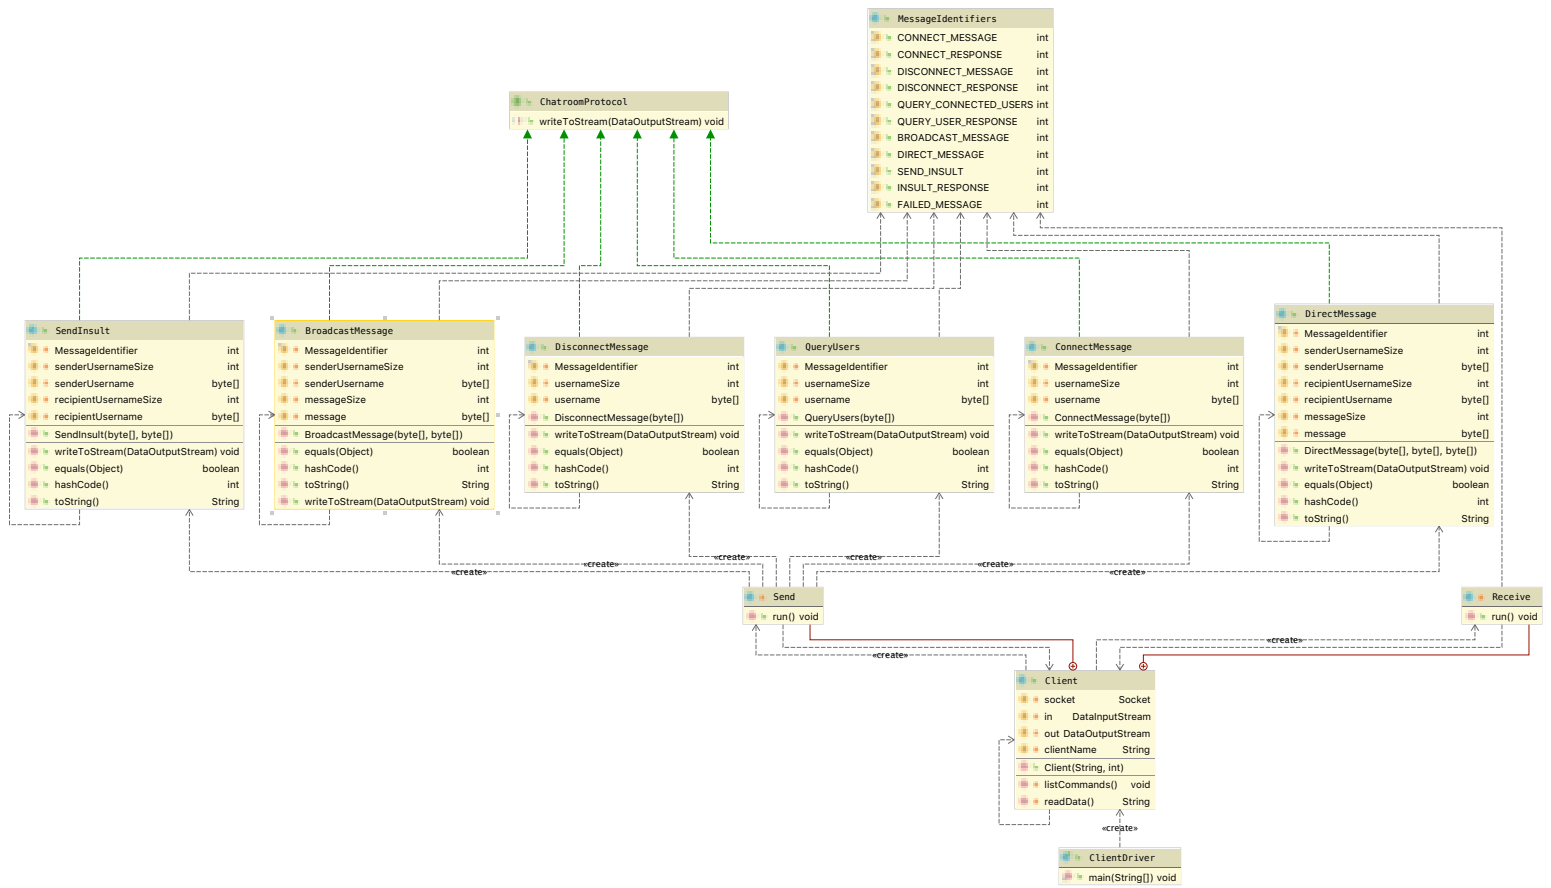 MessageIdentifiers
CONNECT_MESSAGE int
CONNECT_RESPONSE int
DISCONNECT_MESSAGE int
DISCONNECT_RESPONSE int
QUERY_CONNECTED_USERS int
QUERY_USER_RESPONSE int
BROADCAST_MESSAGE int
DIRECT_MESSAGE int
SEND_INSULT int
INSULT_RESPONSE int
FAILED_MESSAGE int
ChatroomProtocol
writeToStream(DataOutputStream) void
SendInsult
MessageIdentifier int
senderUsernameSize int
senderUsername byte[]
recipientUsernameSize int
recipientUsername byte[]
SendInsult(byte[], byte[])
writeToStream(DataOutputStream) void
equals(Object) boolean
hashCode() int
toString() String
BroadcastMessage
MessageIdentifier int
senderUsernameSize int
senderUsername byte[]
messageSize int
message byte[]
BroadcastMessage(byte[], byte[])
equals(Object) boolean
hashCode() int
toString() String
writeToStream(DataOutputStream) void
DisconnectMessage
MessageIdentifier int
usernameSize int
username byte[]
DisconnectMessage(byte[])
writeToStream(DataOutputStream) void
equals(Object) boolean
hashCode() int
toString() String
QueryUsers
MessageIdentifier int
usernameSize int
username byte[]
QueryUsers(byte[])
writeToStream(DataOutputStream) void
equals(Object) boolean
hashCode() int
toString() String
ConnectMessage
MessageIdentifier int
usernameSize int
username byte[]
ConnectMessage(byte[])
writeToStream(DataOutputStream) void
equals(Object) boolean
hashCode() int
toString() String
DirectMessage
MessageIdentifier int
senderUsernameSize int
senderUsername byte[]
recipientUsernameSize int
recipientUsername byte[]
messageSize int
message byte[]
DirectMessage(byte[], byte[], byte[])
writeToStream(DataOutputStream) void
equals(Object) boolean
hashCode() int
toString() String
«create»
«create»
«create»
«create»
«create»
«create»
Send
run() void
Receive
run() void
«create»
«create»
Client
socket Socket
in DataInputStream
out DataOutputStream
clientName String
Client(String, int)
listCommands() void
readData() String
«create»
ClientDriver
main(String[]) void